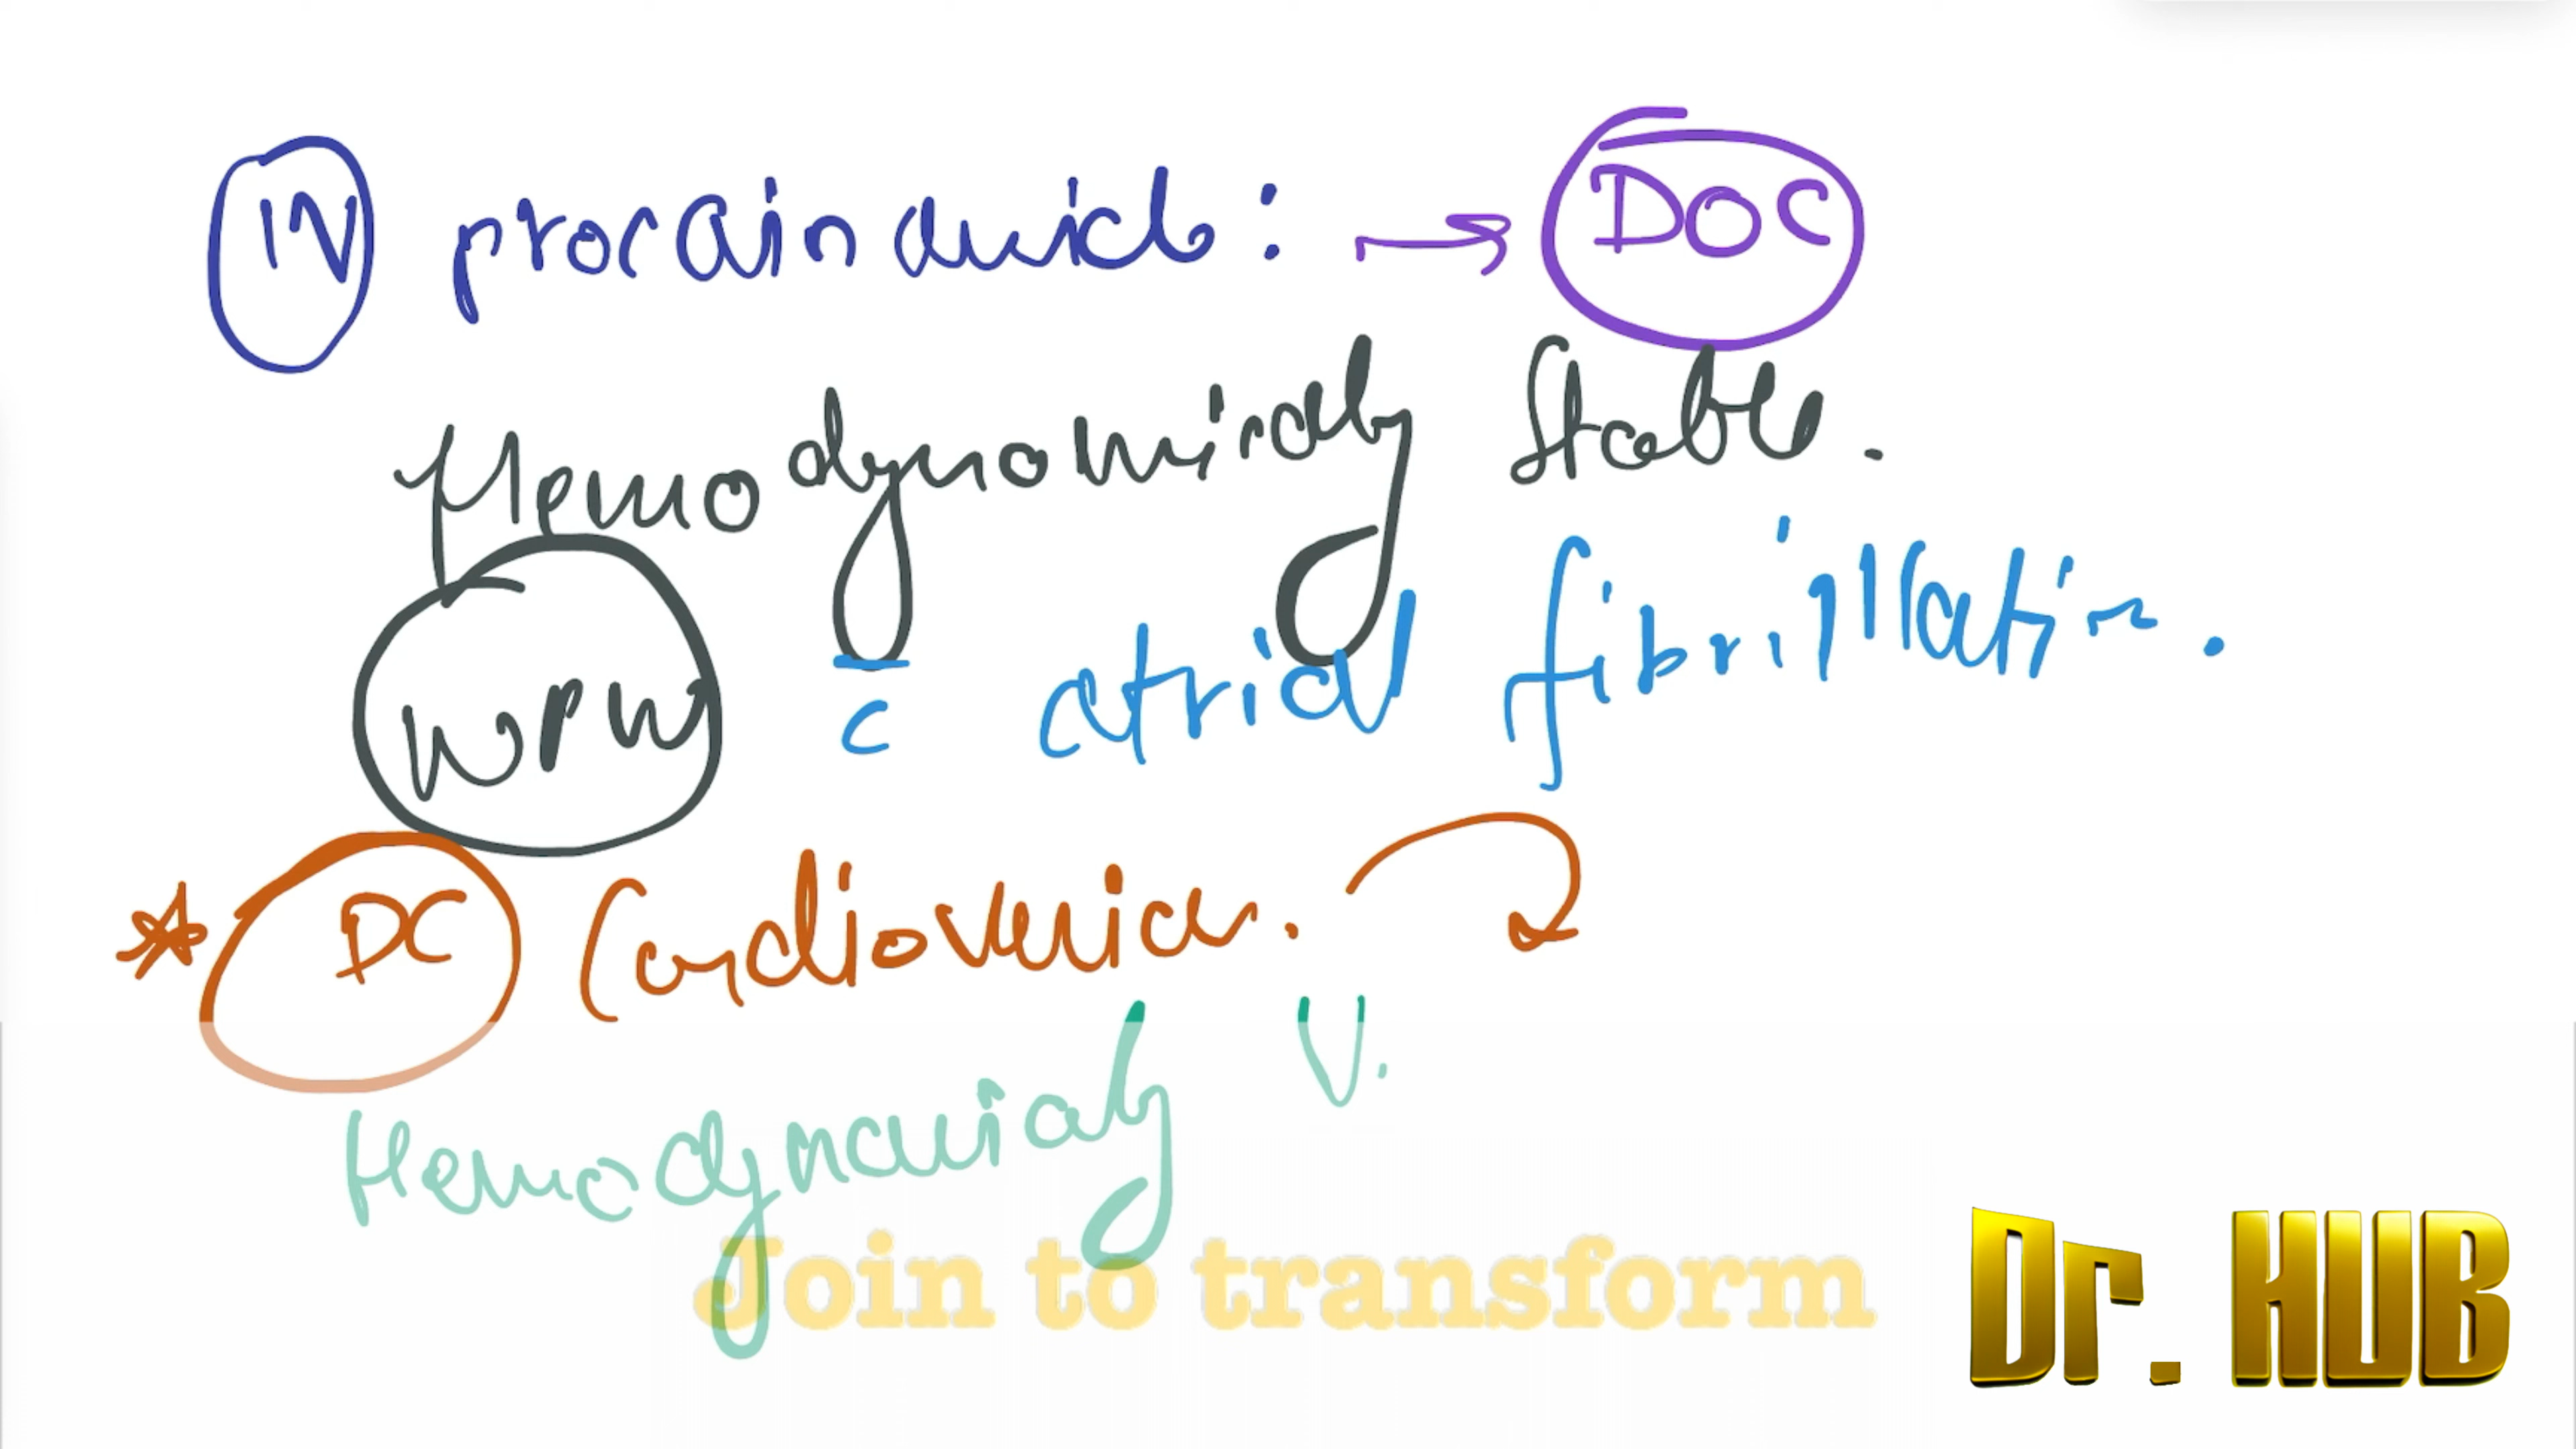 IV procainamide: → DOC
Hemodynamically Stable.
WPW c̄ atrial fibrillation.
* DC Cardioversion.
Hemodynamically U.
Join to transform
Dr. HUB